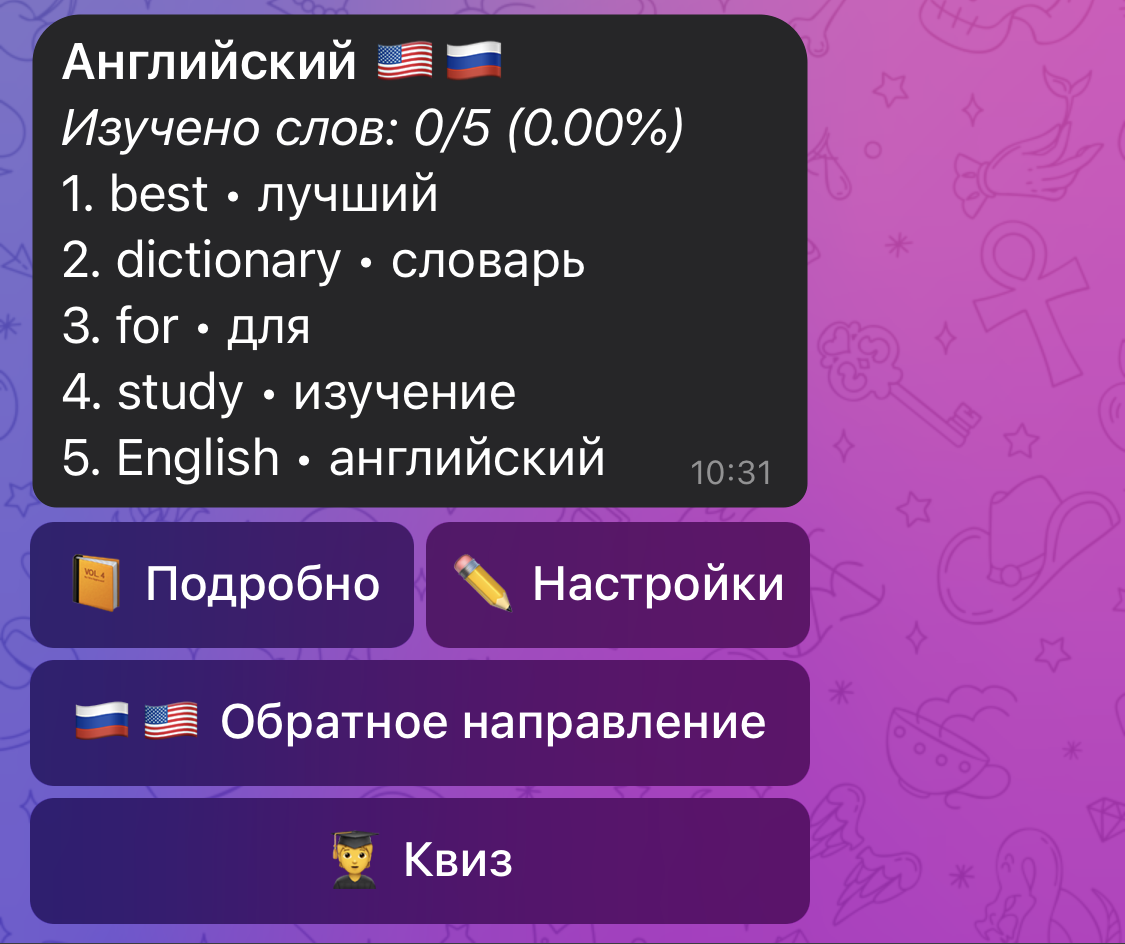 Английский 🇺🇸 🇷🇺
Изучено слов: 0/5 (0.00%)
1. best • лучший
2. dictionary • словарь
3. for • для
4. study • изучение
5. English • английский
10:31
📔 Подробно
✏️ Настройки
🇷🇺 🇺🇸 Обратное направление
🧑‍🎓 Квиз